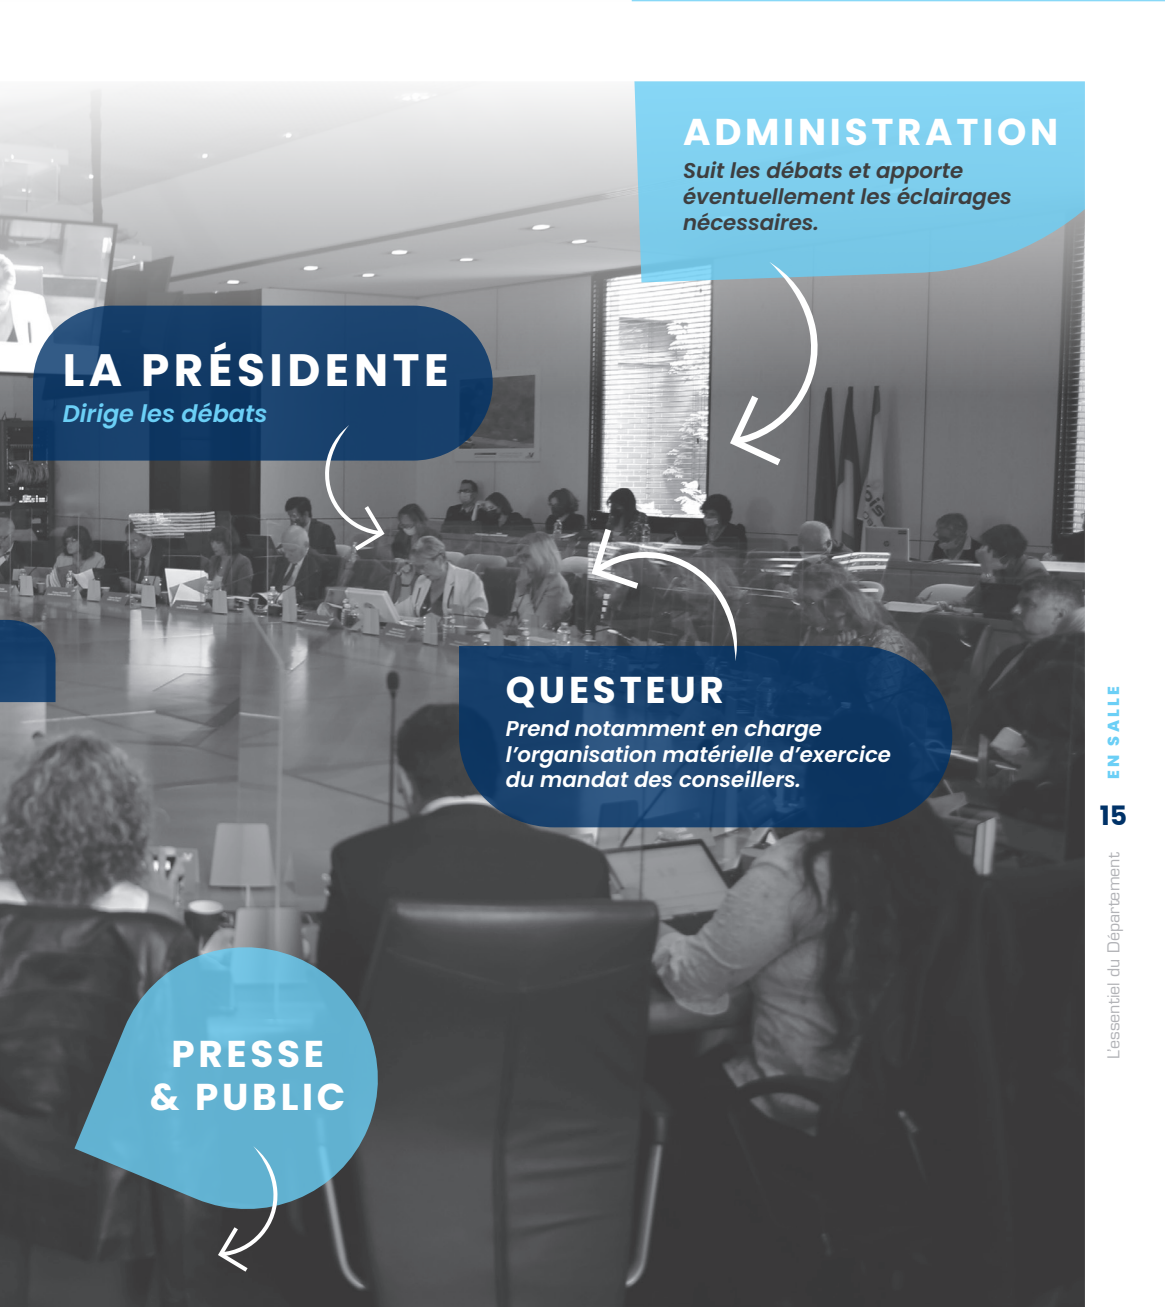 ADMINISTRATION
Suit les débats et apporte
éventuellement les éclairages
nécessaires.
LA PRÉSIDENTE
Dirige les débats
QUESTEUR
Prend notamment en charge
l’organisation matérielle d’exercice
du mandat des conseillers.
PRESSE
& PUBLIC
EN SALLE
15
L'essentiel du Département